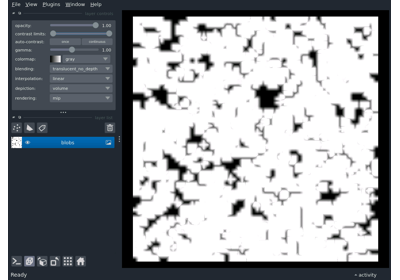 File View Plugins Window Help
opacity: 1.00
contrast limits:
auto-contrast: once continuous
gamma: 1.00
colormap: gray
blending: translucent_no_depth
interpolation: linear
depiction: volume
rendering: mip
blobs
Ready
activity